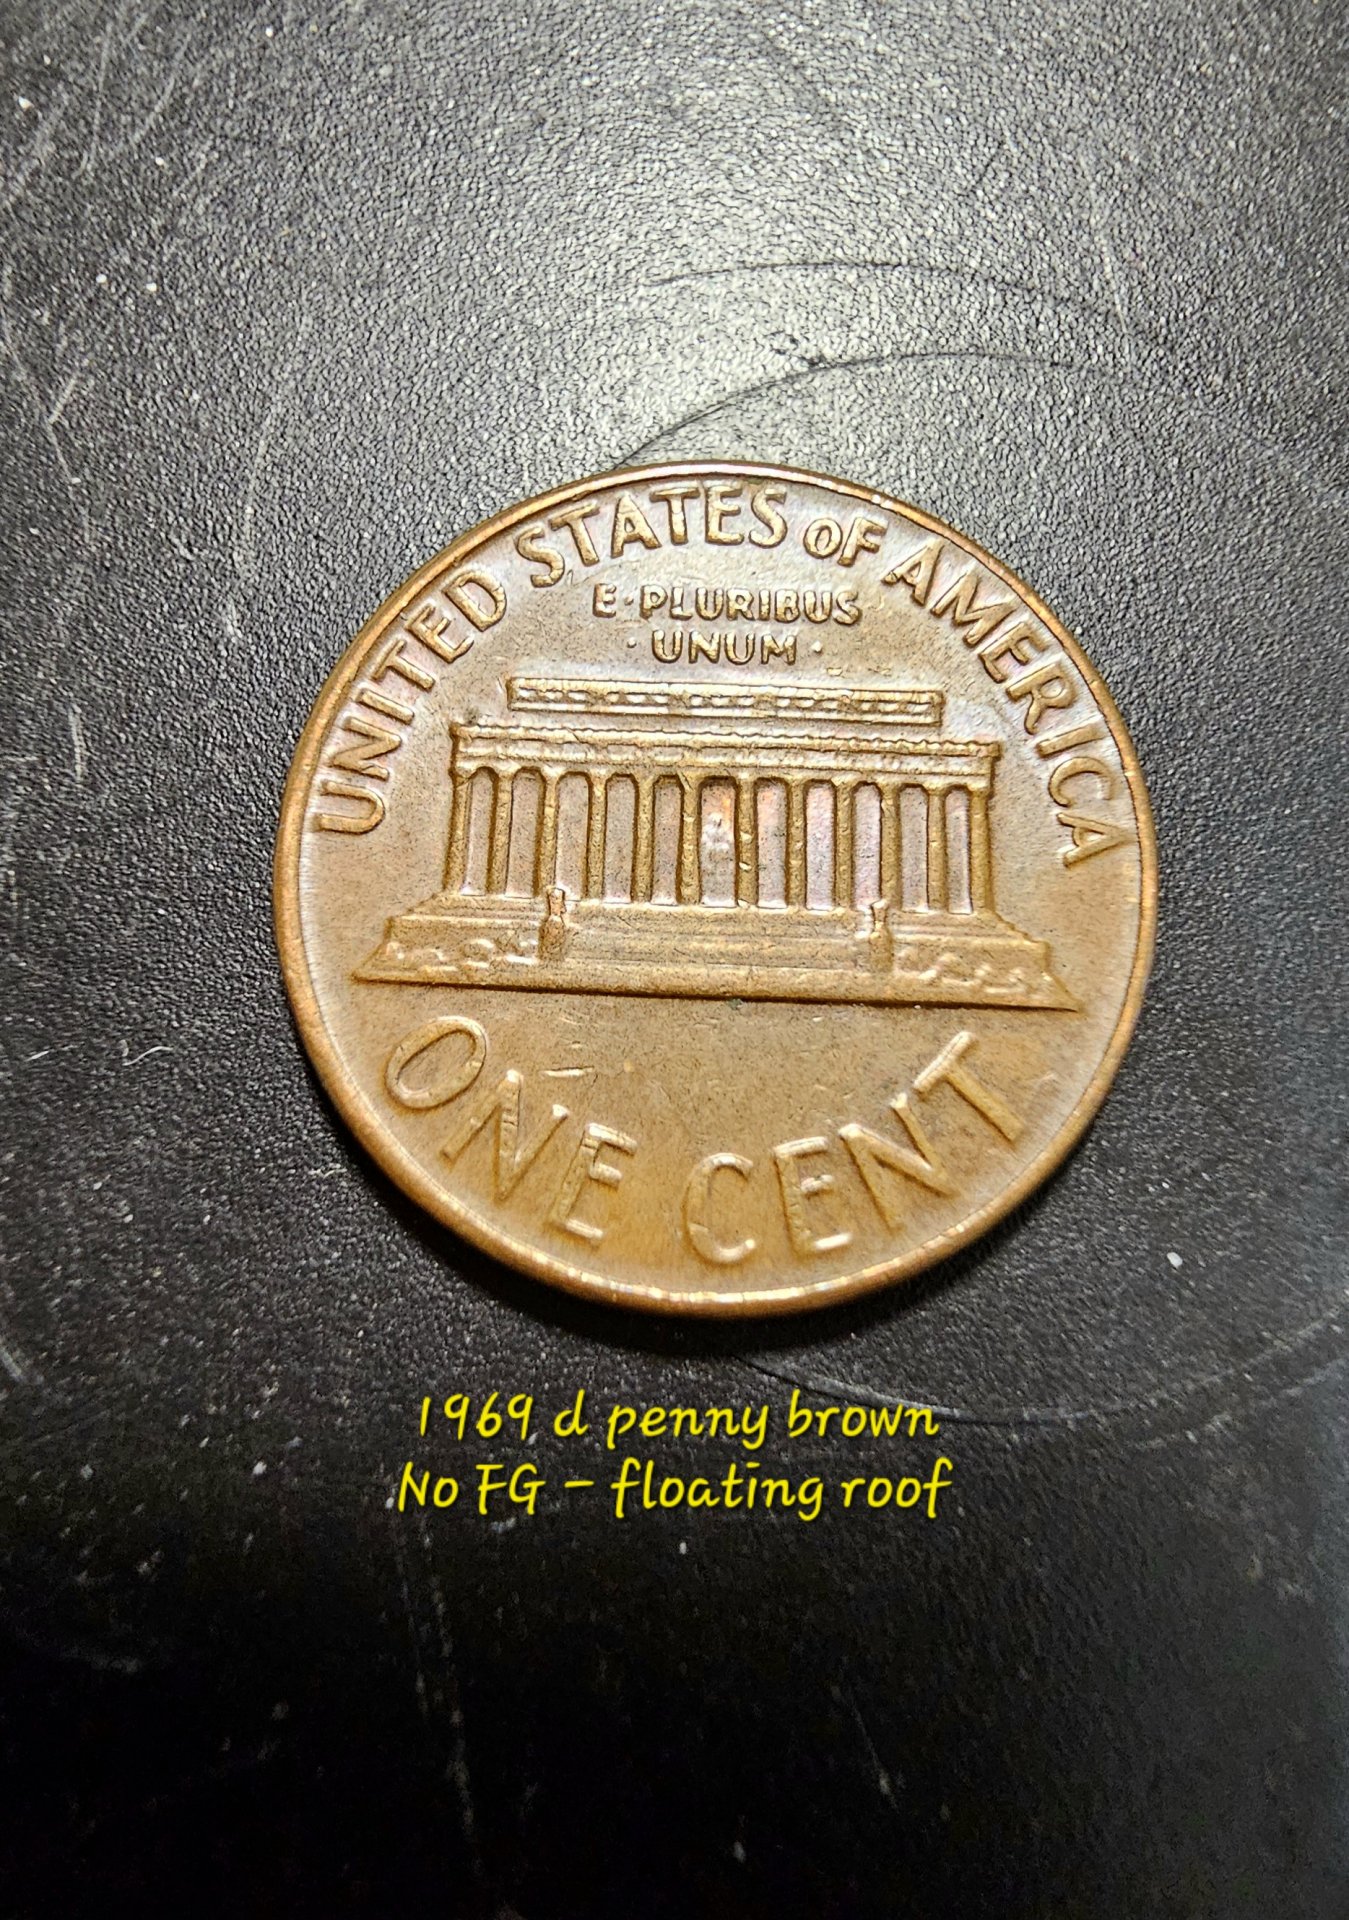 UNITED STATES OF AMERICA
E·PLURIBUS
·UNUM·
ONE CENT
1969 d penny brown
No FG - floating roof